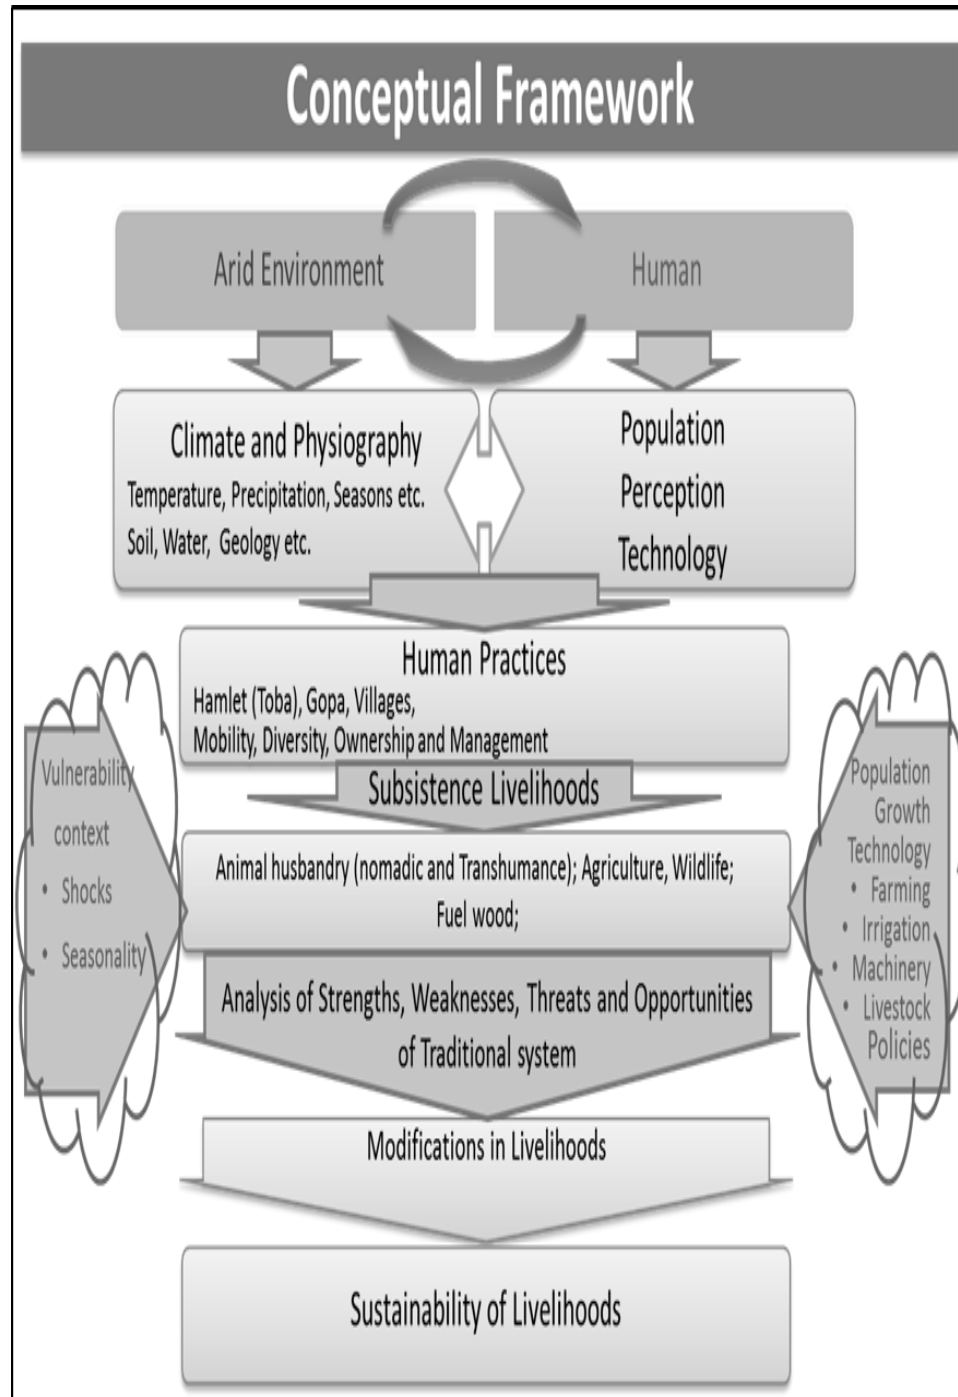 Conceptual Framework
Arid Environment
Human
Climate and Physiography
Temperature, Precipitation, Seasons etc.
Soil, Water, Geology etc.
Population
Perception
Technology
Human Practices
Hamlet (Toba), Gopa, Villages,
Mobility, Diversity, Ownership and Management
Subsistence Livelihoods
Vulnerability
context
• Shocks
• Seasonality
Animal husbandry (nomadic and Transhumance); Agriculture, Wildlife;
Fuel wood;
Population
Growth
Technology
• Farming
• Irrigation
• Machinery
• Livestock
Policies
Analysis of Strengths, Weaknesses, Threats and Opportunities
of Traditional system
Modifications in Livelihoods
Sustainability of Livelihoods